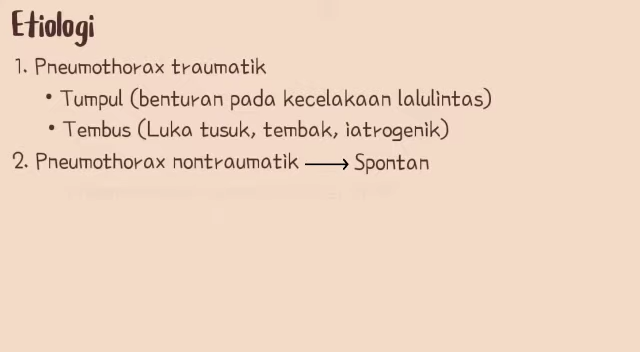 Etiologi
1. Pneumothorax traumatik
• Tumpul (benturan pada kecelakaan lalulintas)
• Tembus (Luka tusuk, tembak, iatrogenik)
2. Pneumothorax nontraumatik → Spontan